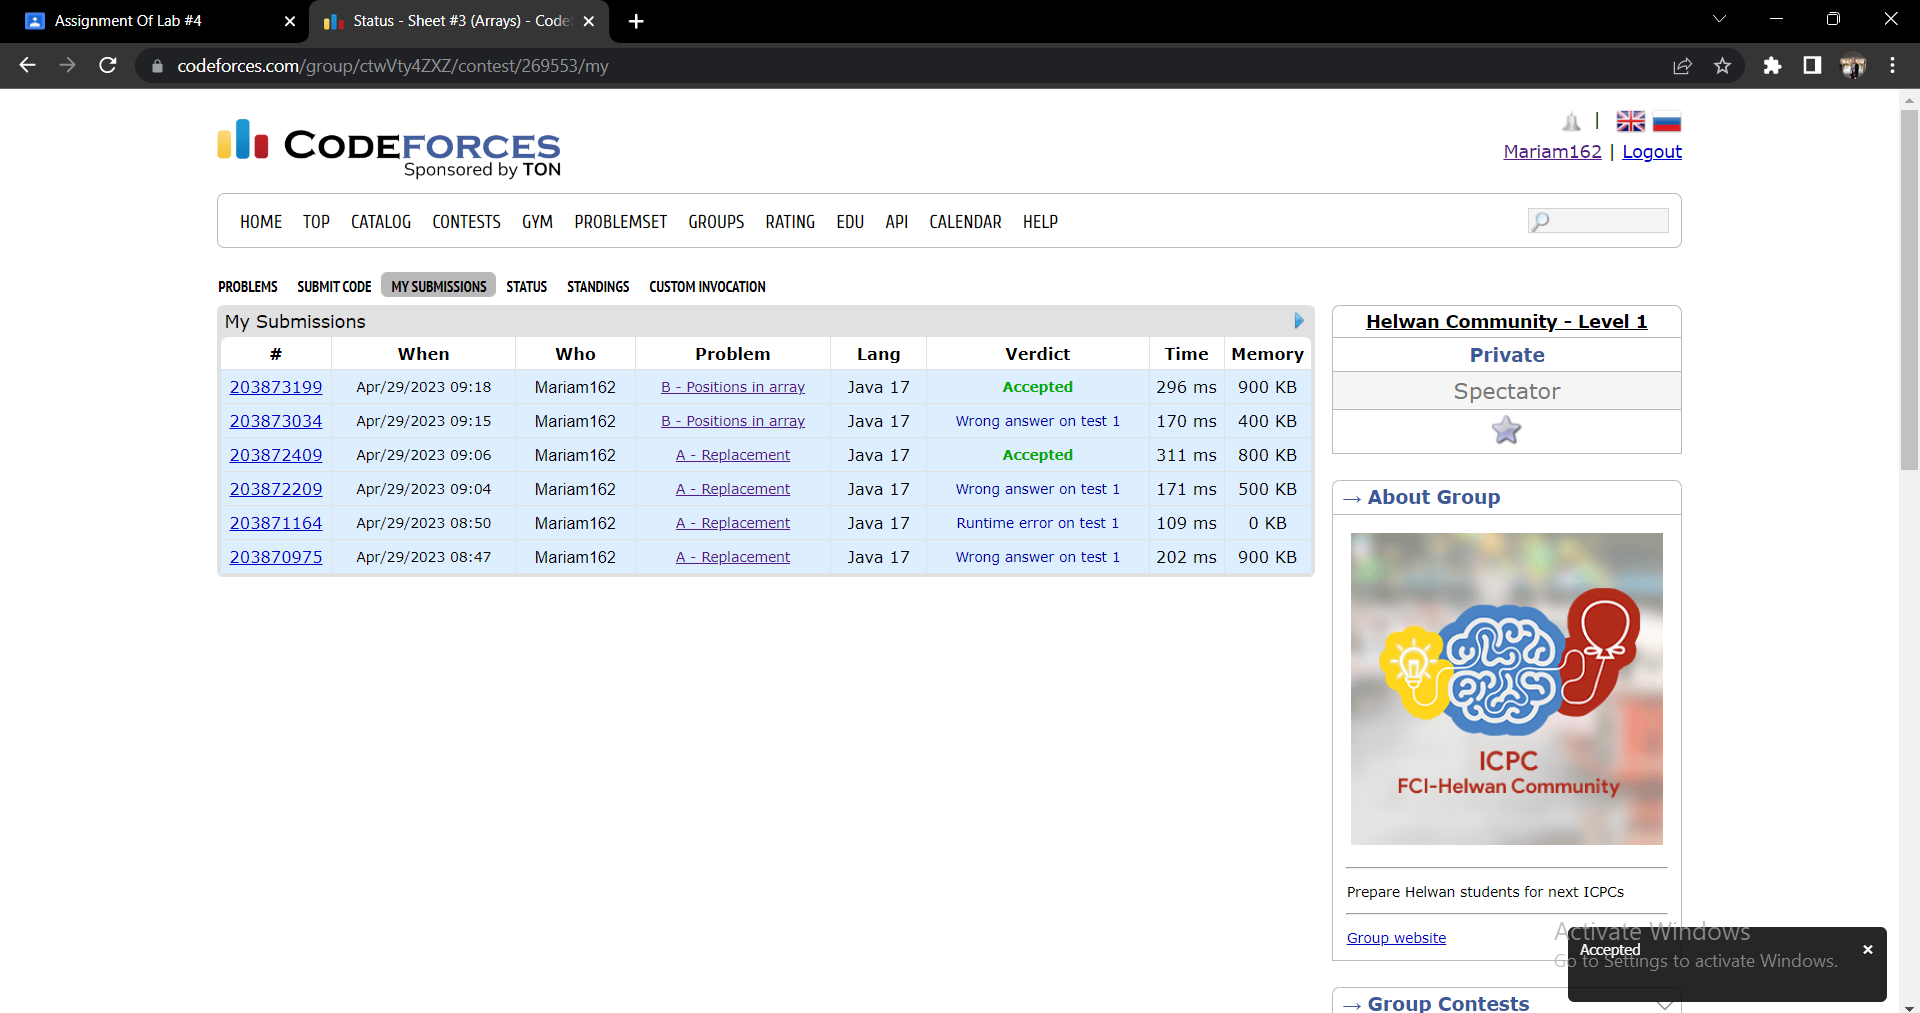 Assignment Of Lab #4
Status - Sheet #3 (Arrays) - Code
codeforces.com/group/ctwVty4ZXZ/contest/269553/my
CODEFORCES
Sponsored by TON
Mariam162 | Logout
HOME TOP CATALOG CONTESTS GYM PROBLEMSET GROUPS RATING EDU API CALENDAR HELP
PROBLEMS SUBMIT CODE MY SUBMISSIONS STATUS STANDINGS CUSTOM INVOCATION
My Submissions
# When Who Problem Lang Verdict Time Memory
203873199 Apr/29/2023 09:18 Mariam162 B - Positions in array Java 17 Accepted 296 ms 900 KB
203873034 Apr/29/2023 09:15 Mariam162 B - Positions in array Java 17 Wrong answer on test 1 170 ms 400 KB
203872409 Apr/29/2023 09:06 Mariam162 A - Replacement Java 17 Accepted 311 ms 800 KB
203872209 Apr/29/2023 09:04 Mariam162 A - Replacement Java 17 Wrong answer on test 1 171 ms 500 KB
203871164 Apr/29/2023 08:50 Mariam162 A - Replacement Java 17 Runtime error on test 1 109 ms 0 KB
203870975 Apr/29/2023 08:47 Mariam162 A - Replacement Java 17 Wrong answer on test 1 202 ms 900 KB
Helwan Community - Level 1
Private
Spectator
→ About Group
ICPC
FCI-Helwan Community
Prepare Helwan students for next ICPCs
Group website
Activate Windows
Go to Settings to activate Windows.
Accepted
→ Group Contests